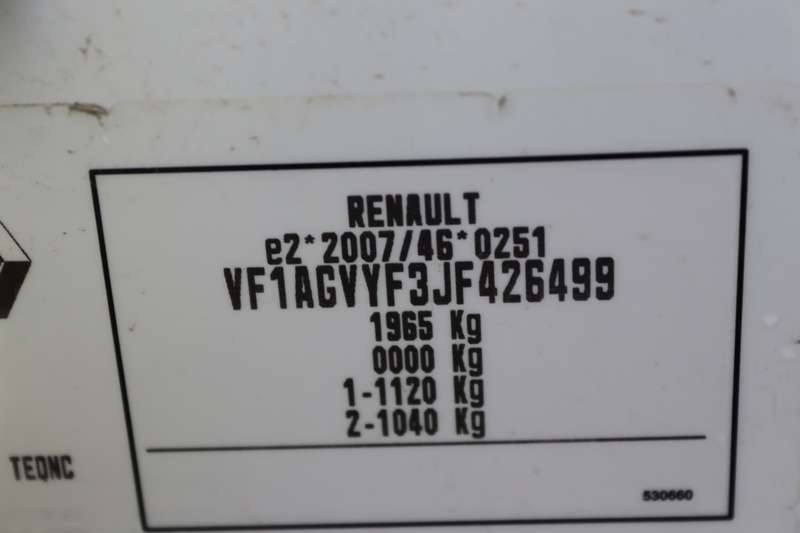 RENAULT
e2*2007/46*0251
VF1AGVYF3JF426499
1965 Kg
0000 Kg
1-1120 Kg
2-1040 Kg
TEQNC
530660